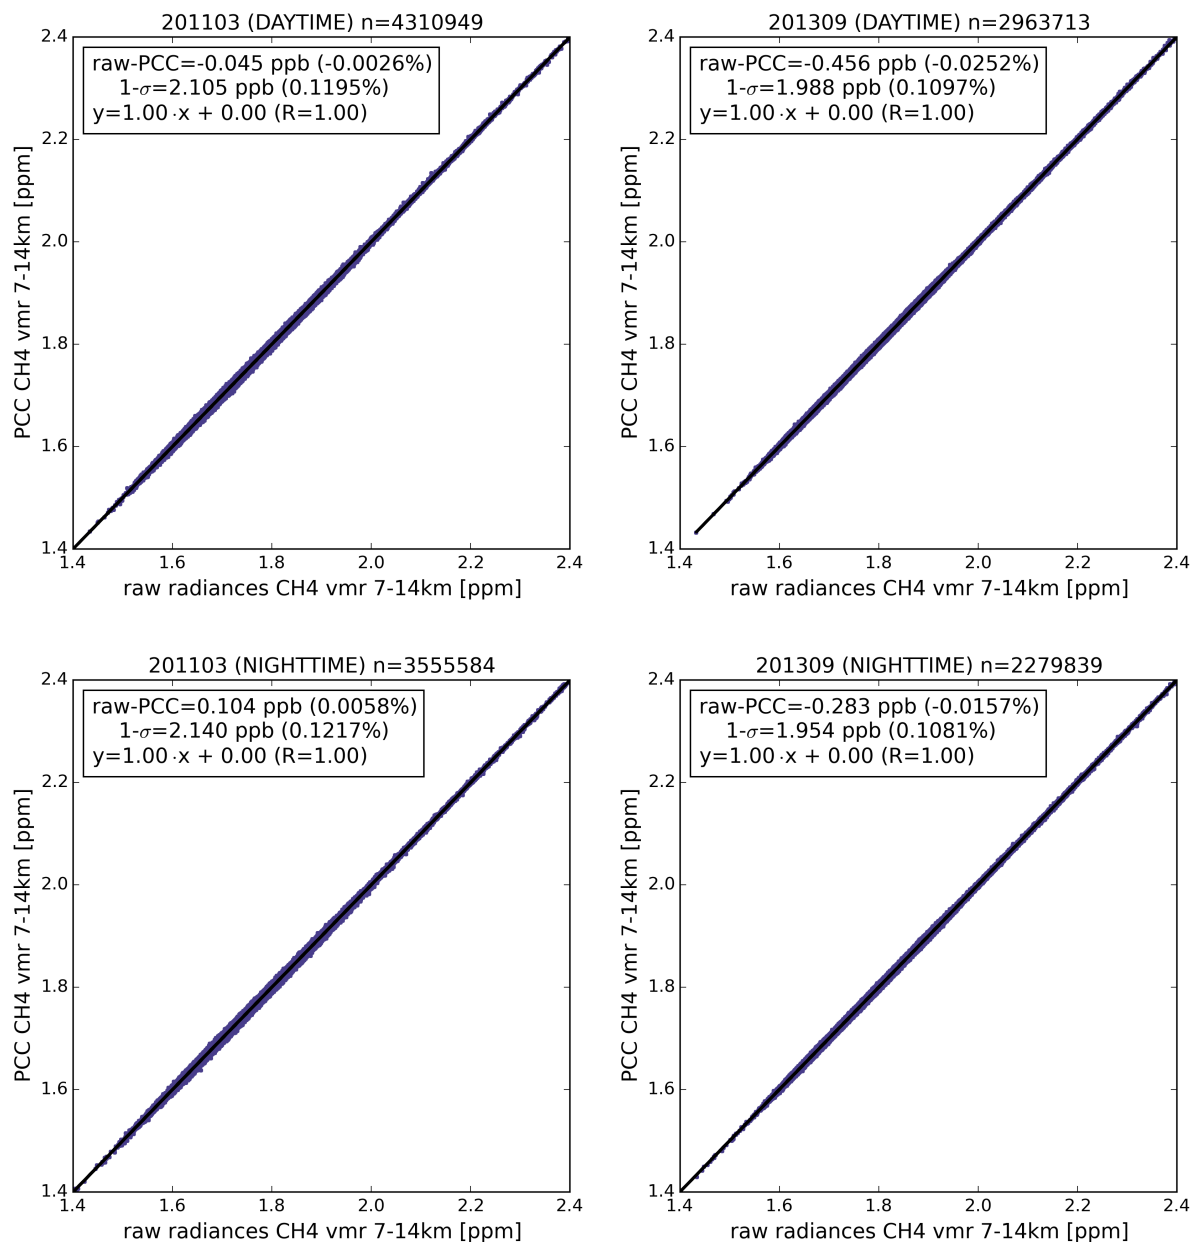 201103 (DAYTIME) n=4310949
raw-PCC=-0.045 ppb (-0.0026%)
1-σ=2.105 ppb (0.1195%)
y=1.00·x + 0.00 (R=1.00)
PCC CH4 vmr 7-14km [ppm]
2.4
2.2
2.0
1.8
1.6
1.4
1.4 1.6 1.8 2.0 2.2 2.4
raw radiances CH4 vmr 7-14km [ppm]
201309 (DAYTIME) n=2963713
raw-PCC=-0.456 ppb (-0.0252%)
1-σ=1.988 ppb (0.1097%)
y=1.00·x + 0.00 (R=1.00)
PCC CH4 vmr 7-14km [ppm]
2.4
2.2
2.0
1.8
1.6
1.4
1.4 1.6 1.8 2.0 2.2 2.4
raw radiances CH4 vmr 7-14km [ppm]
201103 (NIGHTTIME) n=3555584
raw-PCC=0.104 ppb (0.0058%)
1-σ=2.140 ppb (0.1217%)
y=1.00·x + 0.00 (R=1.00)
PCC CH4 vmr 7-14km [ppm]
2.4
2.2
2.0
1.8
1.6
1.4
1.4 1.6 1.8 2.0 2.2 2.4
raw radiances CH4 vmr 7-14km [ppm]
201309 (NIGHTTIME) n=2279839
raw-PCC=-0.283 ppb (-0.0157%)
1-σ=1.954 ppb (0.1081%)
y=1.00·x + 0.00 (R=1.00)
PCC CH4 vmr 7-14km [ppm]
2.4
2.2
2.0
1.8
1.6
1.4
1.4 1.6 1.8 2.0 2.2 2.4
raw radiances CH4 vmr 7-14km [ppm]